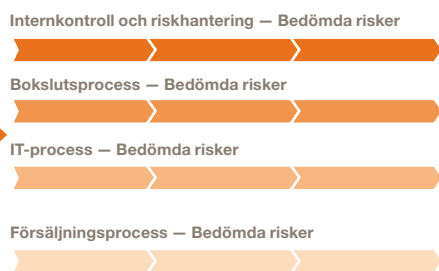 Internkontroll och riskhantering — Bedömda risker
Bokslutsprocess — Bedömda risker
IT-process — Bedömda risker
Försäljningsprocess — Bedömda risker